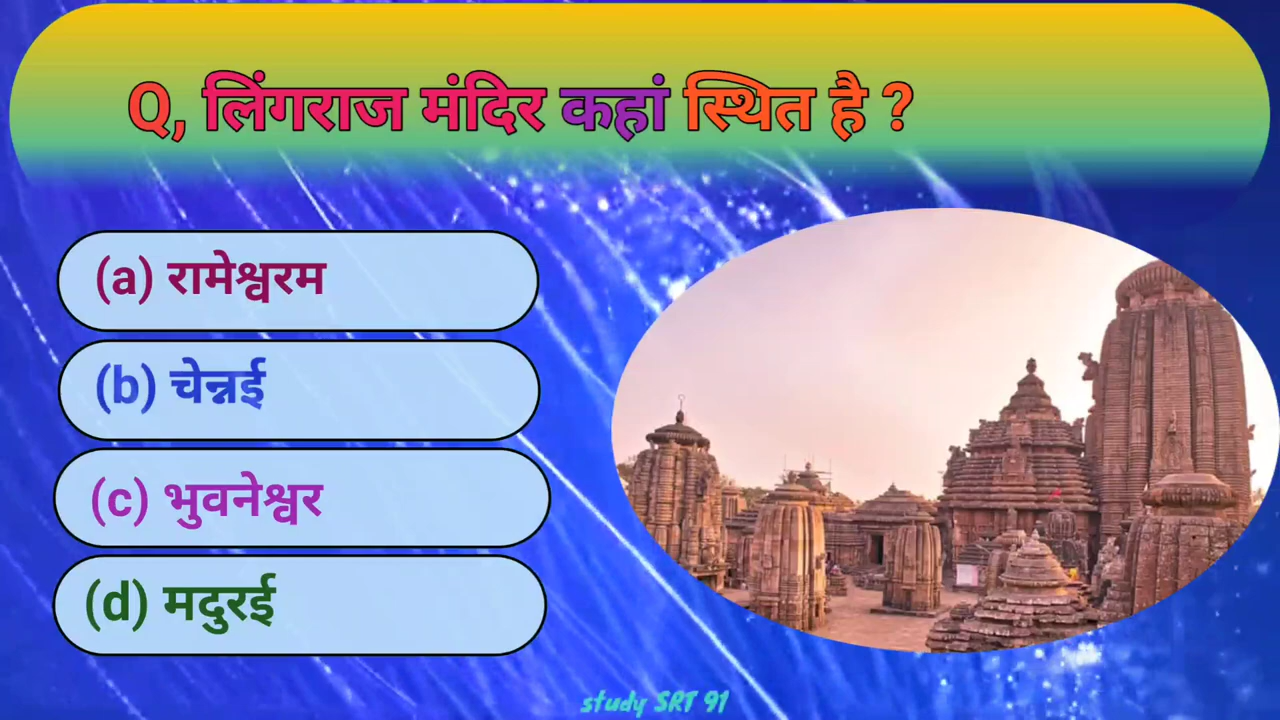 Q, लिंगराज मंदिर कहां स्थित है ?
(a) रामेश्वरम
(b) चेन्नई
(c) भुवनेश्वर
(d) मदुरई
study SRT 91